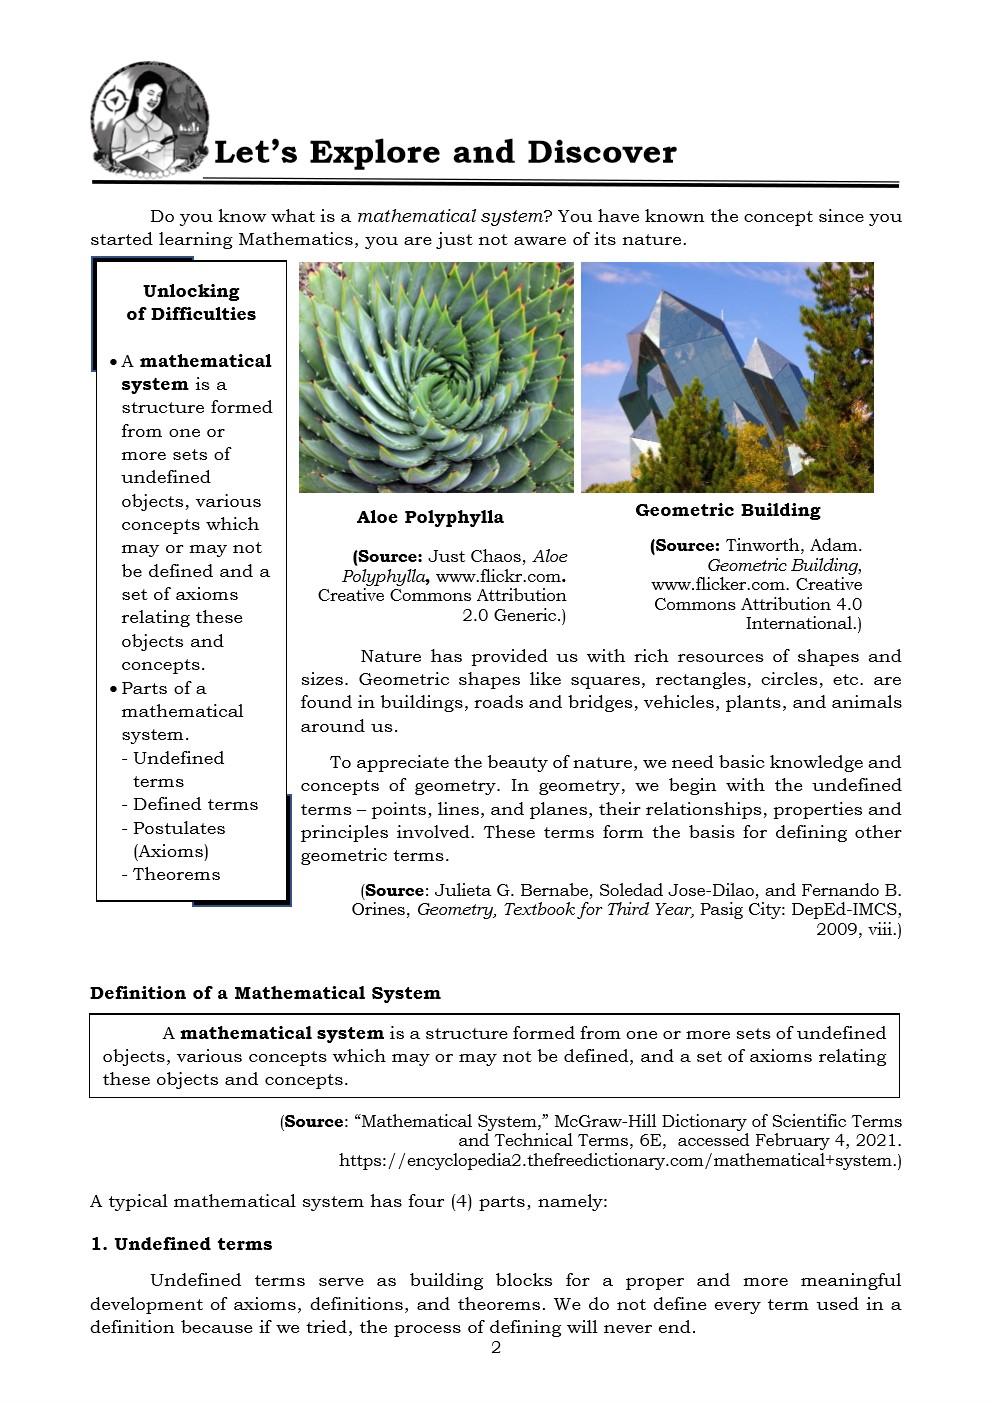 Let’s Explore and Discover
Do you know what is a mathematical system? You have known the concept since you
started learning Mathematics, you are just not aware of its nature.
Unlocking
of Difficulties
• A mathematical
system is a
structure formed
from one or
more sets of
undefined
objects, various
concepts which
may or may not
be defined and a
set of axioms
relating these
objects and
concepts.
• Parts of a
mathematical
system.
- Undefined
terms
- Defined terms
- Postulates
(Axioms)
- Theorems
Aloe Polyphylla
(Source: Just Chaos, Aloe
Polyphylla, www.flickr.com.
Creative Commons Attribution
2.0 Generic.)
Geometric Building
(Source: Tinworth, Adam.
Geometric Building,
www.flicker.com. Creative
Commons Attribution 4.0
International.)
Nature has provided us with rich resources of shapes and
sizes. Geometric shapes like squares, rectangles, circles, etc. are
found in buildings, roads and bridges, vehicles, plants, and animals
around us.
To appreciate the beauty of nature, we need basic knowledge and
concepts of geometry. In geometry, we begin with the undefined
terms – points, lines, and planes, their relationships, properties and
principles involved. These terms form the basis for defining other
geometric terms.
(Source: Julieta G. Bernabe, Soledad Jose-Dilao, and Fernando B.
Orines, Geometry, Textbook for Third Year, Pasig City: DepEd-IMCS,
2009, viii.)
Definition of a Mathematical System
A mathematical system is a structure formed from one or more sets of undefined
objects, various concepts which may or may not be defined, and a set of axioms relating
these objects and concepts.
(Source: “Mathematical System,” McGraw-Hill Dictionary of Scientific Terms
and Technical Terms, 6E, accessed February 4, 2021.
https://encyclopedia2.thefreedictionary.com/mathematical+system.)
A typical mathematical system has four (4) parts, namely:
1. Undefined terms
Undefined terms serve as building blocks for a proper and more meaningful
development of axioms, definitions, and theorems. We do not define every term used in a
definition because if we tried, the process of defining will never end.
2